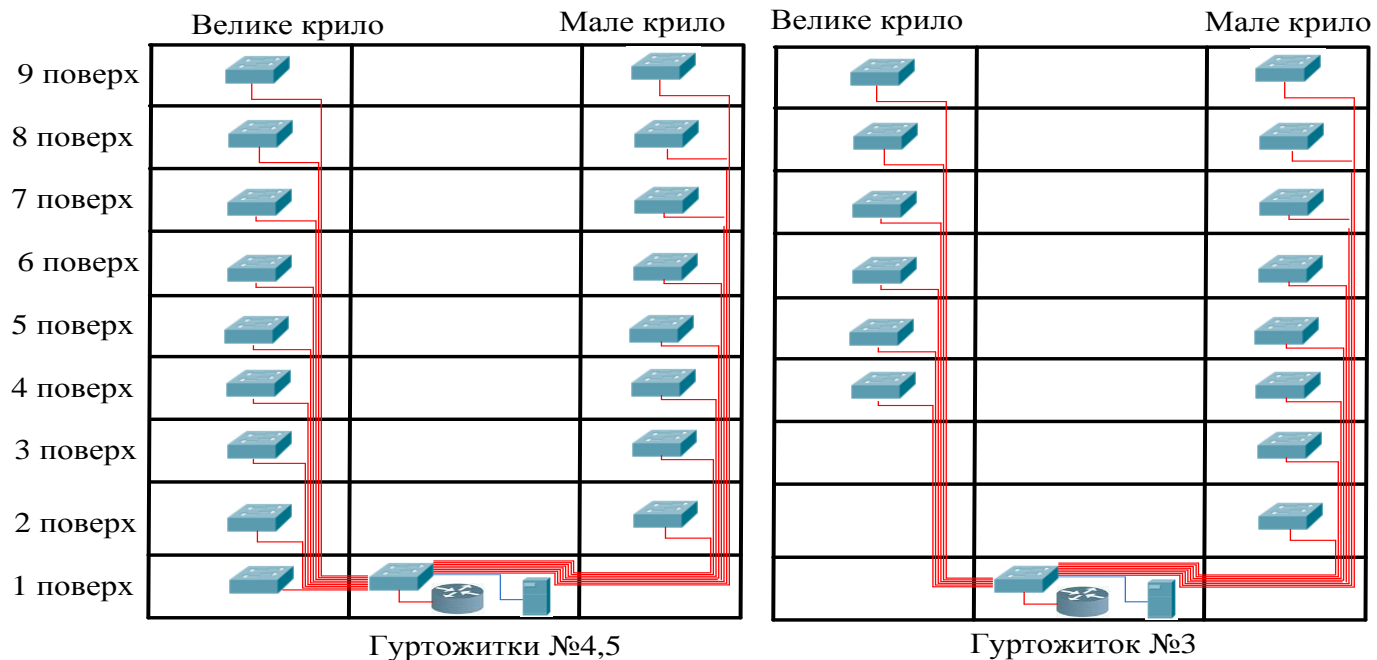 Велике крило
Мале крило
Велике крило
Мале крило
9 поверх
8 поверх
7 поверх
6 поверх
5 поверх
4 поверх
3 поверх
2 поверх
1 поверх
Гуртожитки №4,5
Гуртожиток №3